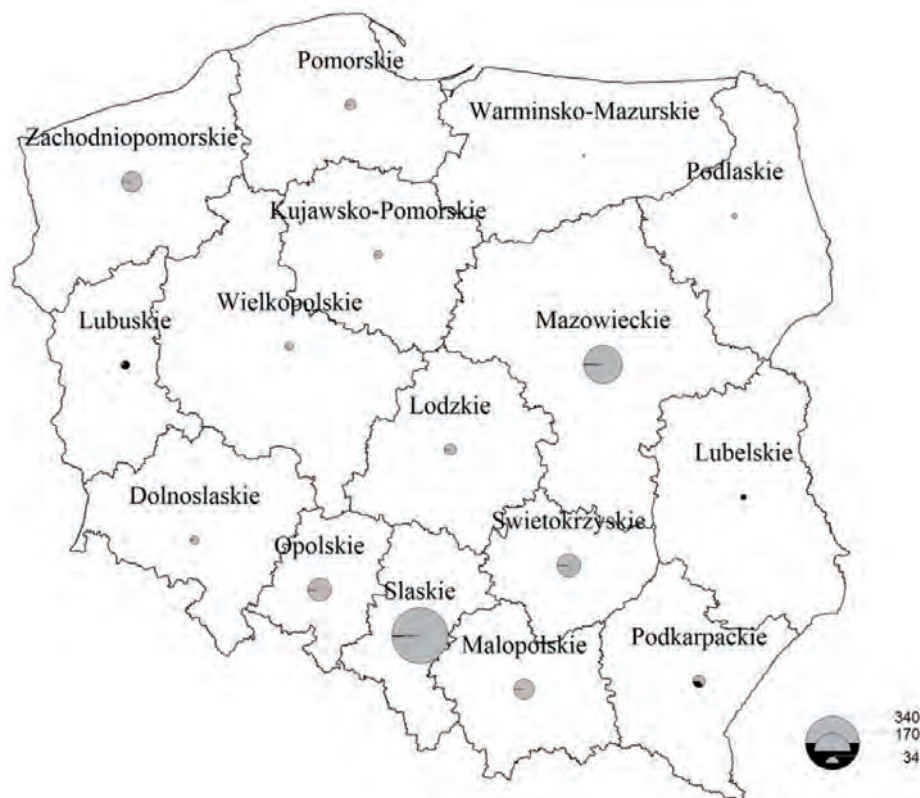 Pomorskie
Warminsko-Mazurskie
Zachodniopomorskie
Podlaskie
Kujawsko-Pomorskie
Wielkopolskie
Lubuskie
Mazowieckie
Lodzkie
Lubelskie
Dolnoslaskie
Swietokrzyskie
Opolskie
Slaskie
Podkarpackie
Malopolskie
340
170
34